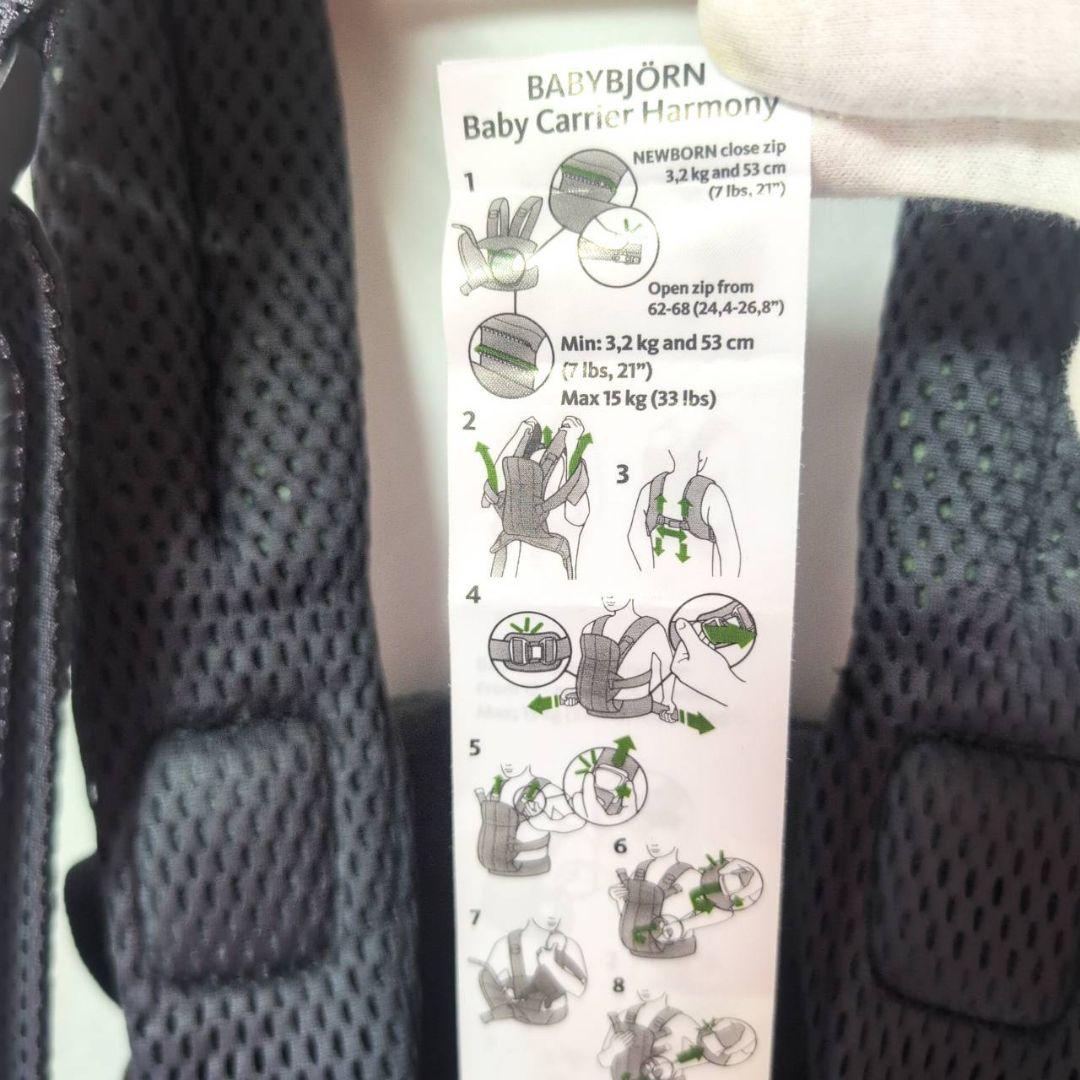 BABYBJÖRN
Baby Carrier Harmony
1
NEWBORN close zip
3,2 kg and 53 cm
(7 lbs, 21”)
Open zip from
62-68 (24,4-26,8”)
Min: 3,2 kg and 53 cm
(7 lbs, 21”)
Max 15 kg (33 lbs)
2
3
4
5
6
7
8